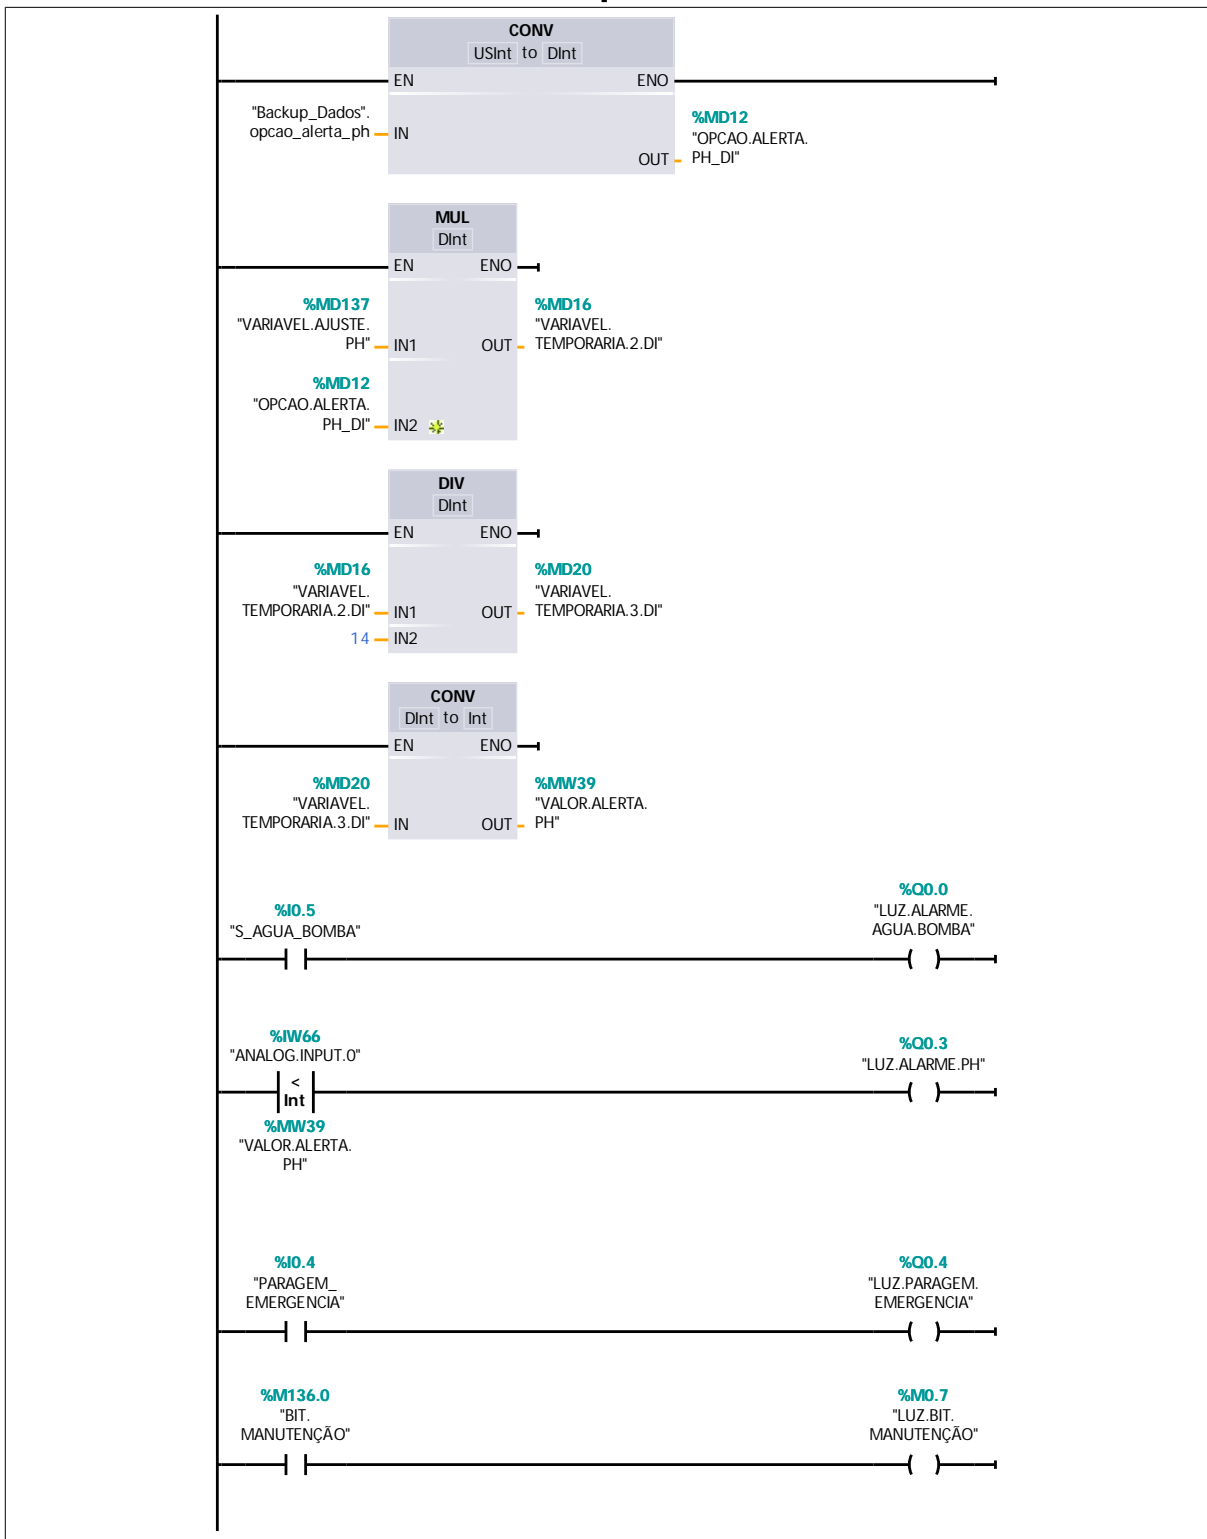 CONV
USInt to DInt
EN ENO
"Backup_Dados".
opcao_alerta_ph IN
%MD12
"OPCAO.ALERTA.
OUT PH_DI"
MUL
DInt
EN ENO
%MD137 %MD16
"VARIAVEL.AJUSTE. "VARIAVEL.
PH" IN1 OUT TEMPORARIA.2.DI"
%MD12
"OPCAO.ALERTA.
PH_DI" IN2
DIV
DInt
EN ENO
%MD16 %MD20
"VARIAVEL. "VARIAVEL.
TEMPORARIA.2.DI" IN1 OUT TEMPORARIA.3.DI"
14 IN2
CONV
DInt to Int
EN ENO
%MD20 %MW39
"VARIAVEL. "VALOR.ALERTA.
TEMPORARIA.3.DI" IN OUT PH"
%Q0.0
%I0.5 "LUZ.ALARME.
"S_AGUA_BOMBA" AGUA.BOMBA"
%IW66
"ANALOG.INPUT.0" %Q0.3
"LUZ.ALARME.PH"
<
Int
%MW39
"VALOR.ALERTA.
PH"
%I0.4 %Q0.4
"PARAGEM_ "LUZ.PARAGEM.
EMERGENCIA" EMERGENCIA"
%M136.0 %M0.7
"BIT. "LUZ.BIT.
MANUTENÇÃO" MANUTENÇÃO"